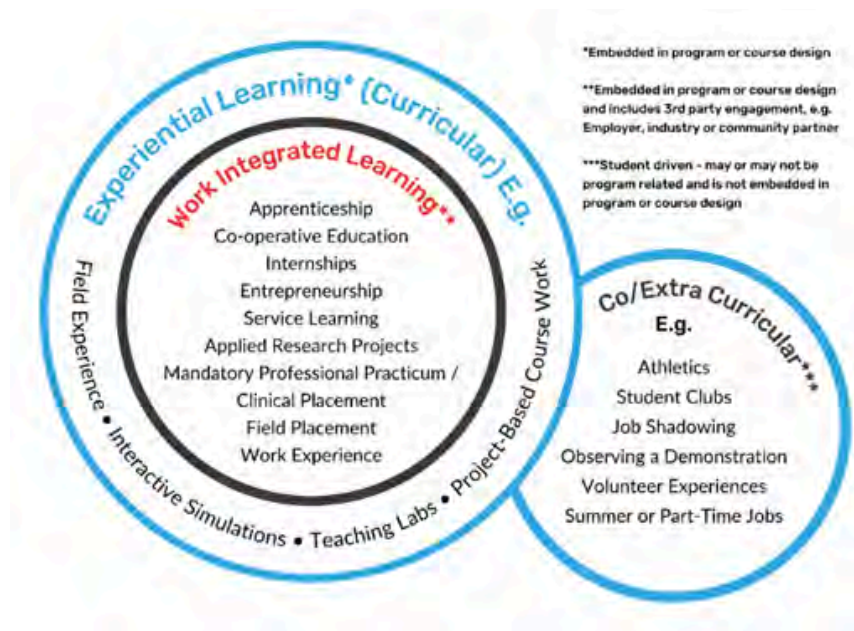 *Embedded in program or course design
**Embedded in program or course design
and includes 3rd party engagement, e.g.
Employer, industry or community partner
***Student driven - may or may not be
program related and is not embedded in
program or course design
Experiential Learning* (Curricular) E.g.
Work Integrated Learning**
Apprenticeship
Co-operative Education
Internships
Entrepreneurship
Service Learning
Applied Research Projects
Mandatory Professional Practicum /
Clinical Placement
Field Placement
Work Experience
Field Experience • Interactive Simulations • Teaching Labs • Project-Based Course Work
Co/Extra Curricular***
E.g.
Athletics
Student Clubs
Job Shadowing
Observing a Demonstration
Volunteer Experiences
Summer or Part-Time Jobs